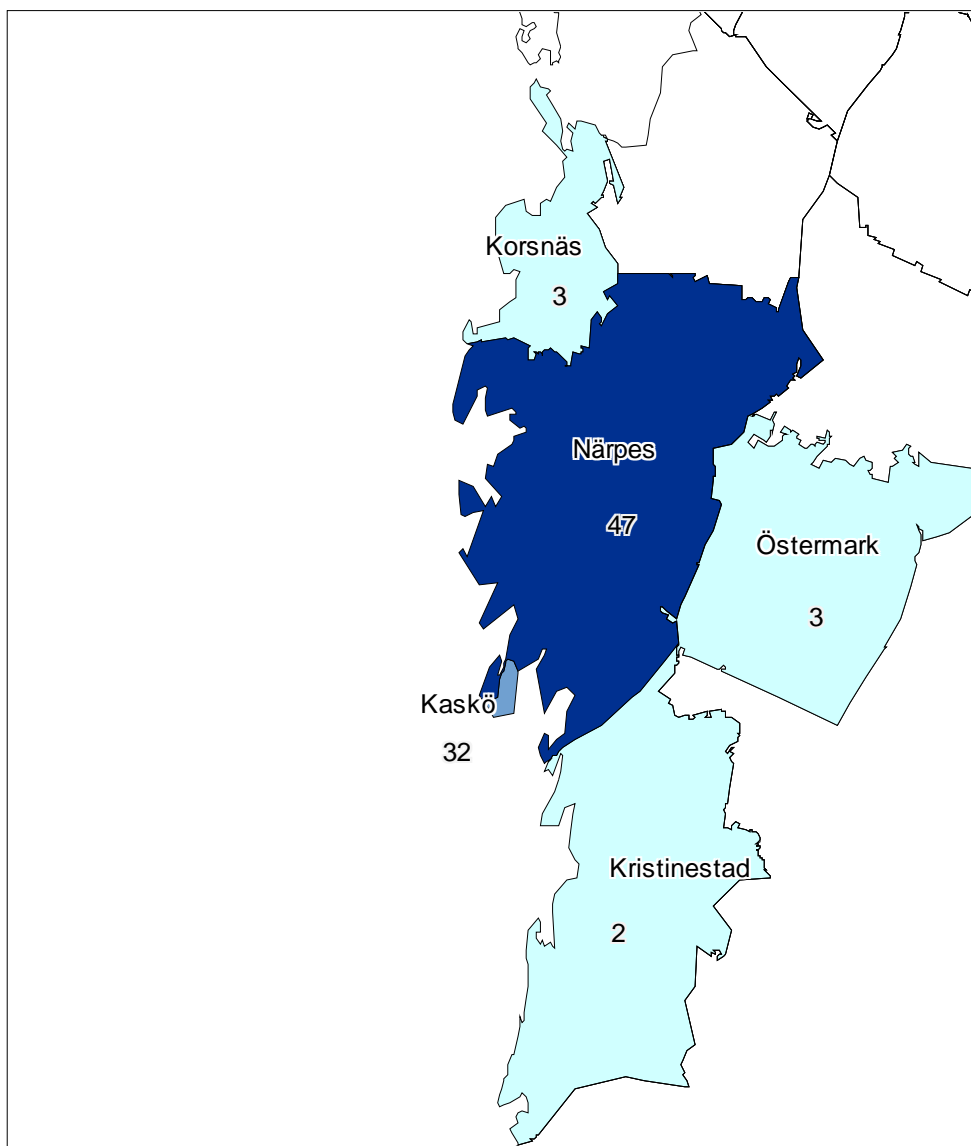 Korsnäs
3
Närpes
47
Östermark
3
Kaskö
32
Kristinestad
2